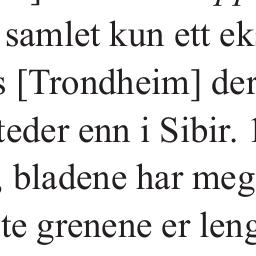 samlet kun ett ek
[Trondheim] der
teder enn i Sibir.
, bladene har meg
te grenene er leng